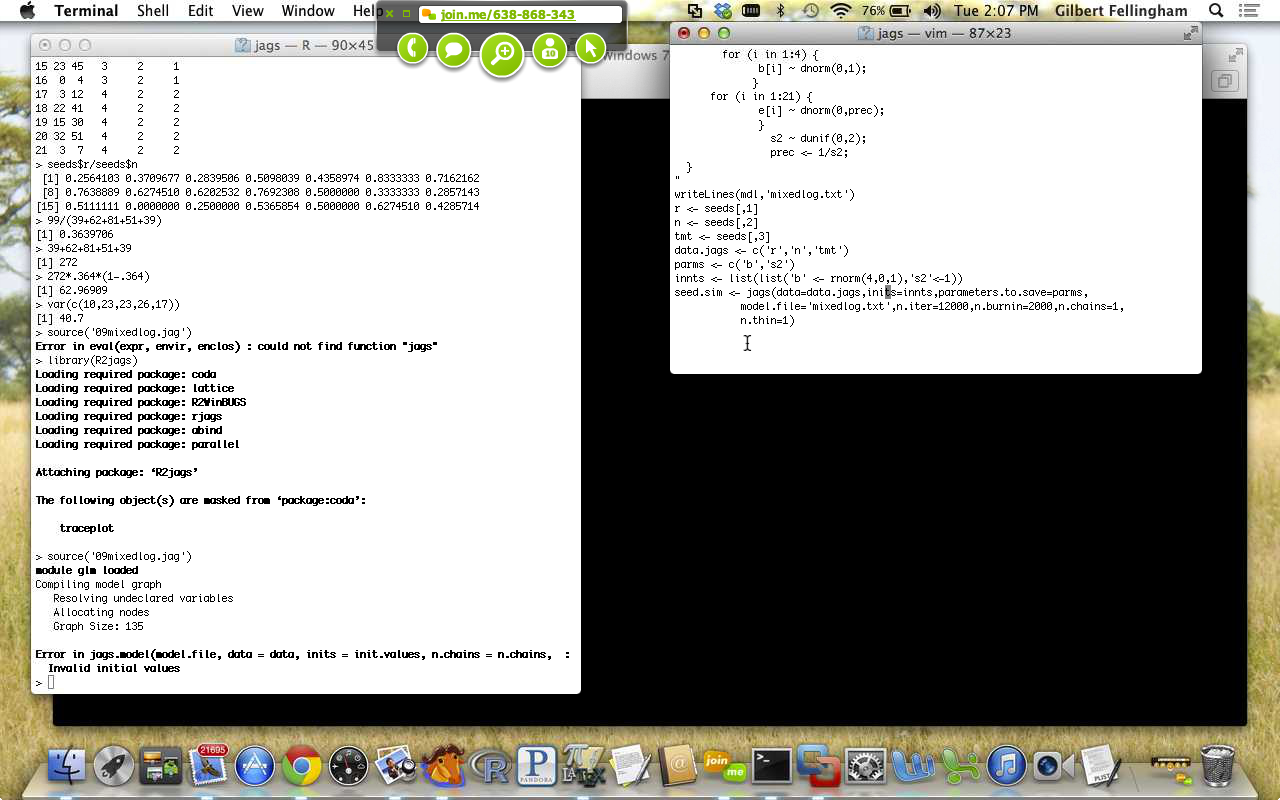 Terminal Shell Edit View Window Help
join.me/638-868-343
76% Tue 2:07 PM Gilbert Fellingham
10
jags — R — 90×45
15 23 45 3 2 1
16 0 4 3 2 1
17 3 12 4 2 2
18 22 41 4 2 2
19 15 30 4 2 2
20 32 51 4 2 2
21 3 7 4 2 2
> seeds$r/seeds$n
[1] 0.2564103 0.3709677 0.2839506 0.5098039 0.4358974 0.8333333 0.7162162
[8] 0.7638889 0.6274510 0.6202532 0.7692308 0.5000000 0.3333333 0.2857143
[15] 0.5111111 0.0000000 0.2500000 0.5365854 0.5000000 0.6274510 0.4285714
> 99/(39+62+81+51+39)
[1] 0.3639706
> 39+62+81+51+39
[1] 272
> 272*.364*(1-.364)
[1] 62.96909
> var(c(10,23,23,26,17))
[1] 40.7
> source('09mixedlog.jag')
Error in eval(expr, envir, enclos) : could not find function "jags"
> library(R2jags)
Loading required package: coda
Loading required package: lattice
Loading required package: R2WinBUGS
Loading required package: rjags
Loading required package: abind
Loading required package: parallel
Attaching package: ‘R2jags’
The following object(s) are masked from ‘package:coda’:
traceplot
> source('09mixedlog.jag')
module glm loaded
Compiling model graph
Resolving undeclared variables
Allocating nodes
Graph Size: 135
Error in jags.model(model.file, data = data, inits = init.values, n.chains = n.chains, :
Invalid initial values
>
Windows 7
jags — vim — 87×23
for (i in 1:4) {
b[i] ~ dnorm(0,1);
}
for (i in 1:21) {
e[i] ~ dnorm(0,prec);
}
s2 ~ dunif(0,2);
prec <- 1/s2;
}
"
writeLines(mdl,'mixedlog.txt')
r <- seeds[,1]
n <- seeds[,2]
tmt <- seeds[,3]
data.jags <- c('r','n','tmt')
parms <- c('b','s2')
innts <- list(list('b' <- rnorm(4,0,1),'s2'<-1))
seed.sim <- jags(data=data.jags,inits=innts,parameters.to.save=parms,
model.file='mixedlog.txt',n.iter=12000,n.burnin=2000,n.chains=1,
n.thin=1)
21695
R
P
PANDORA
join
me
PLIST